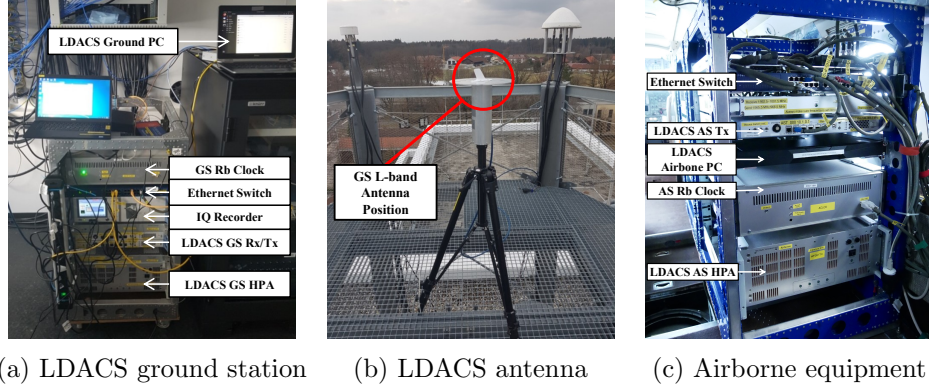 LDACS Ground PC
GS Rb Clock
Ethernet Switch
IQ Recorder
LDACS GS Rx/Tx
LDACS GS HPA
GS L-band
Antenna
Position
Ethernet Switch
LDACS AS Tx
LDACS
Airbone PC
AS Rb Clock
LDACS AS HPA
(a) LDACS ground station
(b) LDACS antenna
(c) Airborne equipment